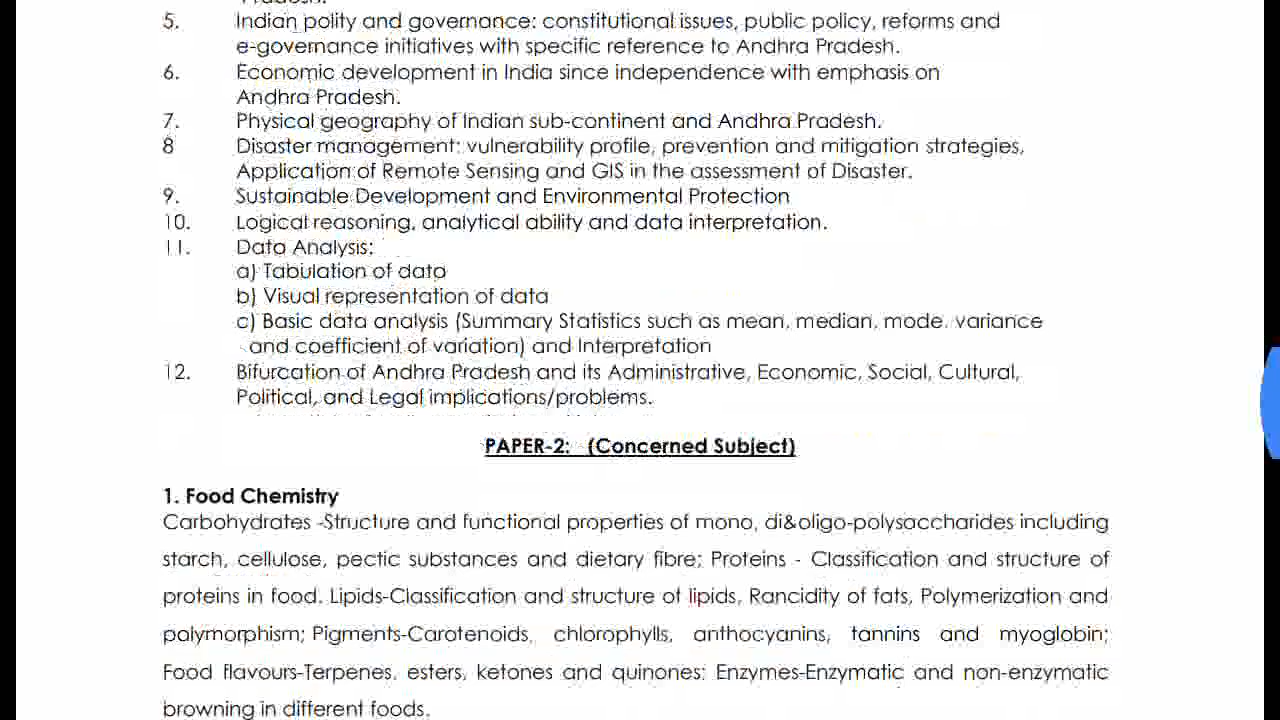 Pradesh.
5. Indian polity and governance: constitutional issues, public policy, reforms and
e-governance initiatives with specific reference to Andhra Pradesh.
6. Economic development in India since independence with emphasis on
Andhra Pradesh.
7. Physical geography of Indian sub-continent and Andhra Pradesh.
8 Disaster management: vulnerability profile, prevention and mitigation strategies,
Application of Remote Sensing and GIS in the assessment of Disaster.
9. Sustainable Development and Environmental Protection
10. Logical reasoning, analytical ability and data interpretation.
11. Data Analysis:
a) Tabulation of data
b) Visual representation of data
c) Basic data analysis (Summary Statistics such as mean, median, mode, variance
and coefficient of variation) and Interpretation
12. Bifurcation of Andhra Pradesh and its Administrative, Economic, Social, Cultural,
Political, and Legal implications/problems.
PAPER-2: (Concerned Subject)
1. Food Chemistry
Carbohydrates -Structure and functional properties of mono, di&oligo-polysaccharides including
starch, cellulose, pectic substances and dietary fibre; Proteins - Classification and structure of
proteins in food. Lipids-Classification and structure of lipids, Rancidity of fats, Polymerization and
polymorphism; Pigments-Carotenoids, chlorophylls, anthocyanins, tannins and myoglobin;
Food flavours-Terpenes, esters, ketones and quinones; Enzymes-Enzymatic and non-enzymatic
browning in different foods.